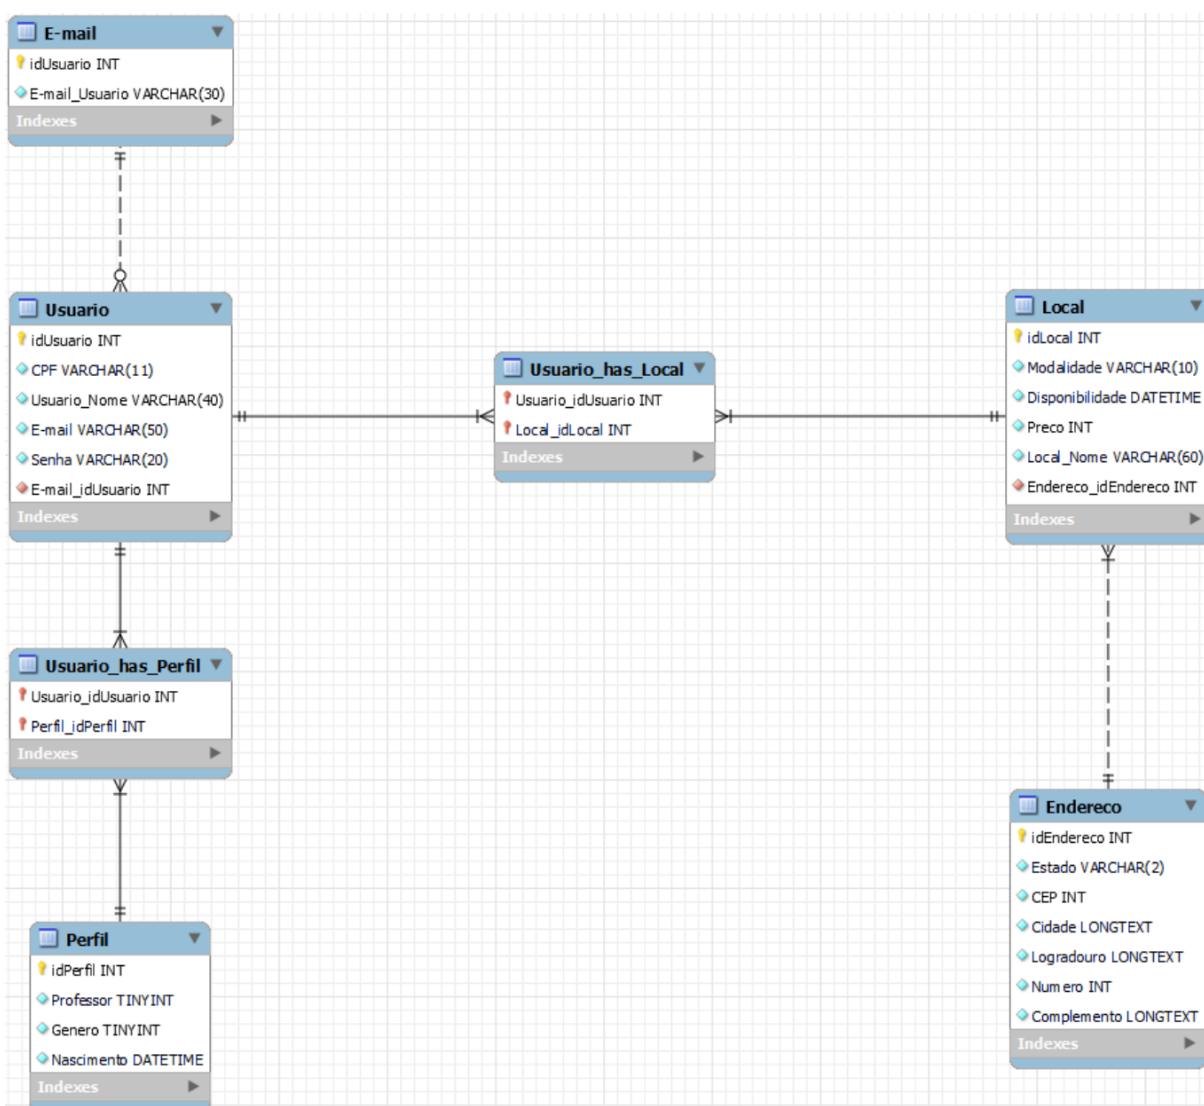 E-mail
idUsuario INT
E-mail_Usuario VARCHAR(30)
Indexes
Usuario
idUsuario INT
CPF VARCHAR(11)
Usuario_Nome VARCHAR(40)
E-mail VARCHAR(50)
Senha VARCHAR(20)
E-mail_idUsuario INT
Indexes
Usuario_has_Local
Usuario_idUsuario INT
Local_idLocal INT
Indexes
Local
idLocal INT
Modalidade VARCHAR(10)
Disponibilidade DATETIME
Preco INT
Local_Nome VARCHAR(60)
Endereco_idEndereco INT
Indexes
Usuario_has_Perfil
Usuario_idUsuario INT
Perfil_idPerfil INT
Indexes
Endereco
idEndereco INT
Estado VARCHAR(2)
CEP INT
Cidade LONGTEXT
Logradouro LONGTEXT
Numero INT
Complemento LONGTEXT
Indexes
Perfil
idPerfil INT
Professor TINYINT
Genero TINYINT
Nascimento DATETIME
Indexes